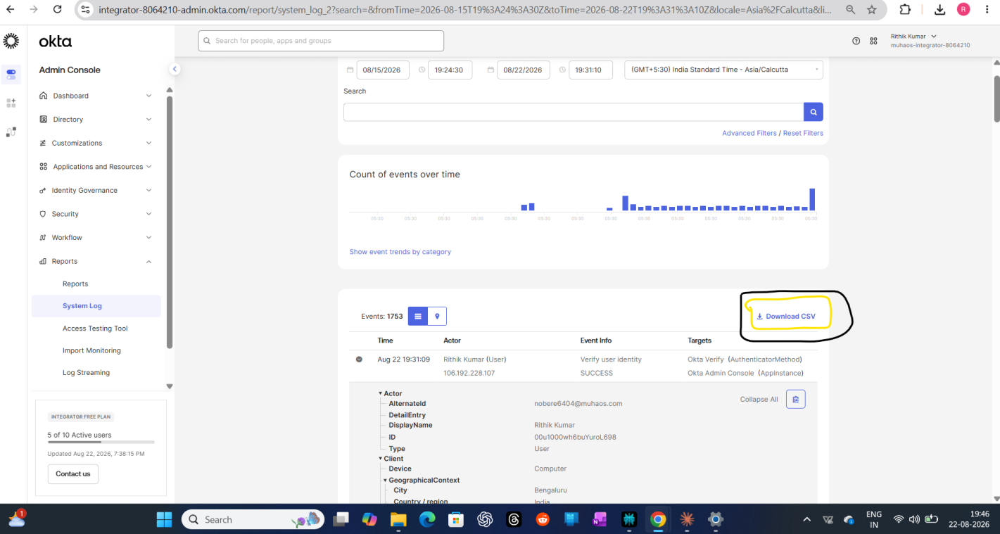 integrator-8064210-admin.okta.com/report/system_log_2?search=&fromTime=2026-08-15T19%3A24%3A30Z&toTime=2026-08-22T19%3A31%3A10Z&locale=Asia%2FCalcutta&li...
R
okta
Search for people, apps and groups
Rithik Kumar
muhaos-integrator-8064210
Admin Console
Dashboard
Directory
Customizations
Applications and Resources
Identity Governance
Security
Workflow
Reports
Reports
System Log
Access Testing Tool
Import Monitoring
Log Streaming
INTEGRATOR FREE PLAN
5 of 10 Active users
Updated Aug 22, 2026, 7:38:15 PM
Contact us
08/15/2026 19:24:30 08/22/2026 19:31:10 (GMT+5:30) India Standard Time - Asia/Calcutta
Search
Advanced Filters / Reset Filters
Count of events over time
05:30 05:30 05:30 05:30 05:30 05:30 05:30 05:30 05:30 05:30 05:30 05:30 05:30 05:30
Show event trends by category
Events: 1753
Download CSV
Time Actor Event Info Targets
Aug 22 19:31:09 Rithik Kumar (User) Verify user identity Okta Verify (AuthenticatorMethod)
106.192.228.107 SUCCESS Okta Admin Console (AppInstance)
Actor
Collapse All
AlternateId nobere6404@muhaos.com
DetailEntry
DisplayName Rithik Kumar
ID 00u1000wh6buYuroL698
Type User
Client
Device Computer
GeographicalContext
City Bengaluru
Country / region India
1
Search
ENG
IN
19:46
22-08-2026